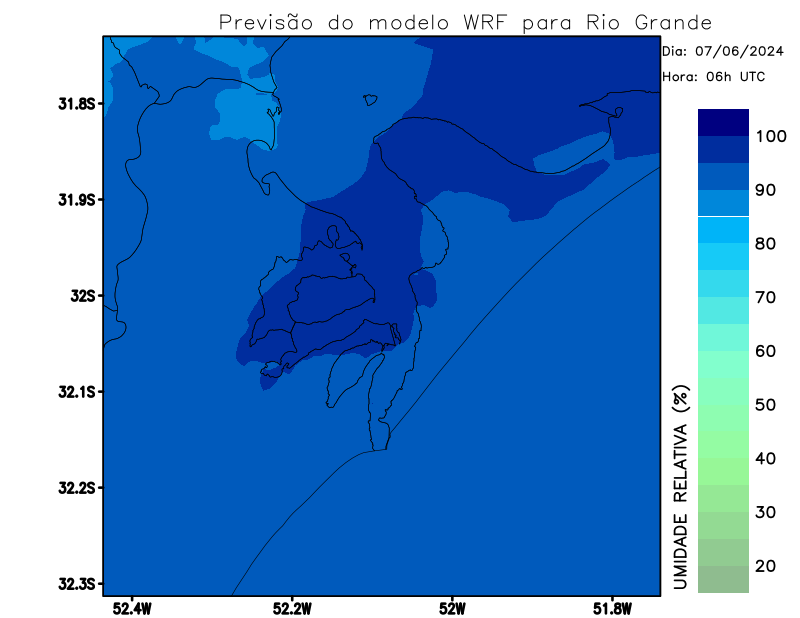 Previsão do modelo WRF para Rio Grande
Dia: 07/06/2024
Hora: 06h UTC
31.8S
31.9S
32S
32.1S
32.2S
32.3S
52.4W
52.2W
52W
51.8W
UMIDADE RELATIVA (%)
100
90
80
70
60
50
40
30
20